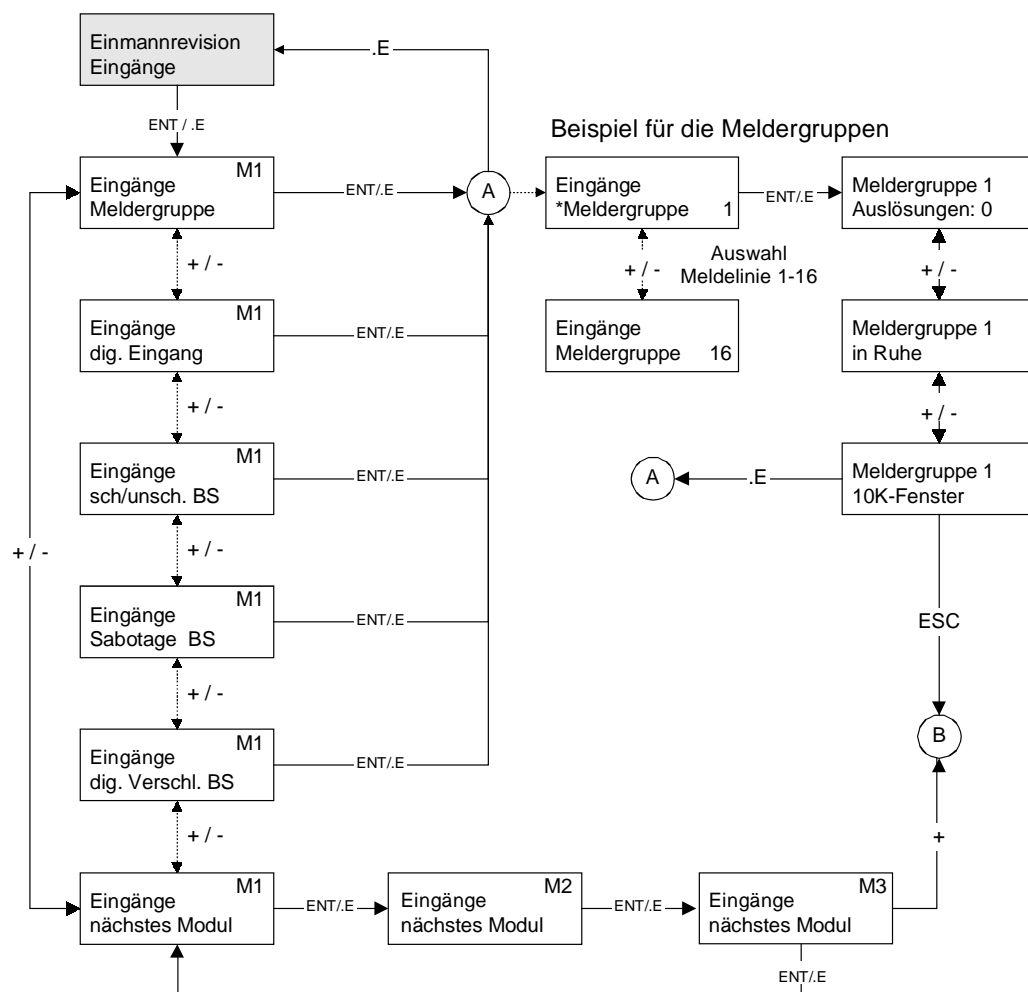 Einmannrevision
Eingänge
.E
ENT / .E
Beispiel für die Meldergruppen
M1
Eingänge
Meldergruppe
ENT/.E
A
Eingänge
*Meldergruppe 1
ENT/.E
Meldergruppe 1
Auslösungen: 0
+ / -
+ / -
Auswahl
Meldelinie 1-16
+ / -
M1
Eingänge
dig. Eingang
ENT/.E
Eingänge
Meldergruppe 16
Meldergruppe 1
in Ruhe
+ / -
+ / -
M1
Eingänge
sch/unsch. BS
ENT/.E
A
.E
Meldergruppe 1
10K-Fenster
+ / -
+ / -
M1
Eingänge
Sabotage BS
ENT/.E
ESC
+ / -
M1
Eingänge
dig. Verschl. BS
ENT/.E
B
+ / -
+
M1
Eingänge
nächstes Modul
ENT/.E
M2
Eingänge
nächstes Modul
ENT/.E
M3
Eingänge
nächstes Modul
ENT/.E